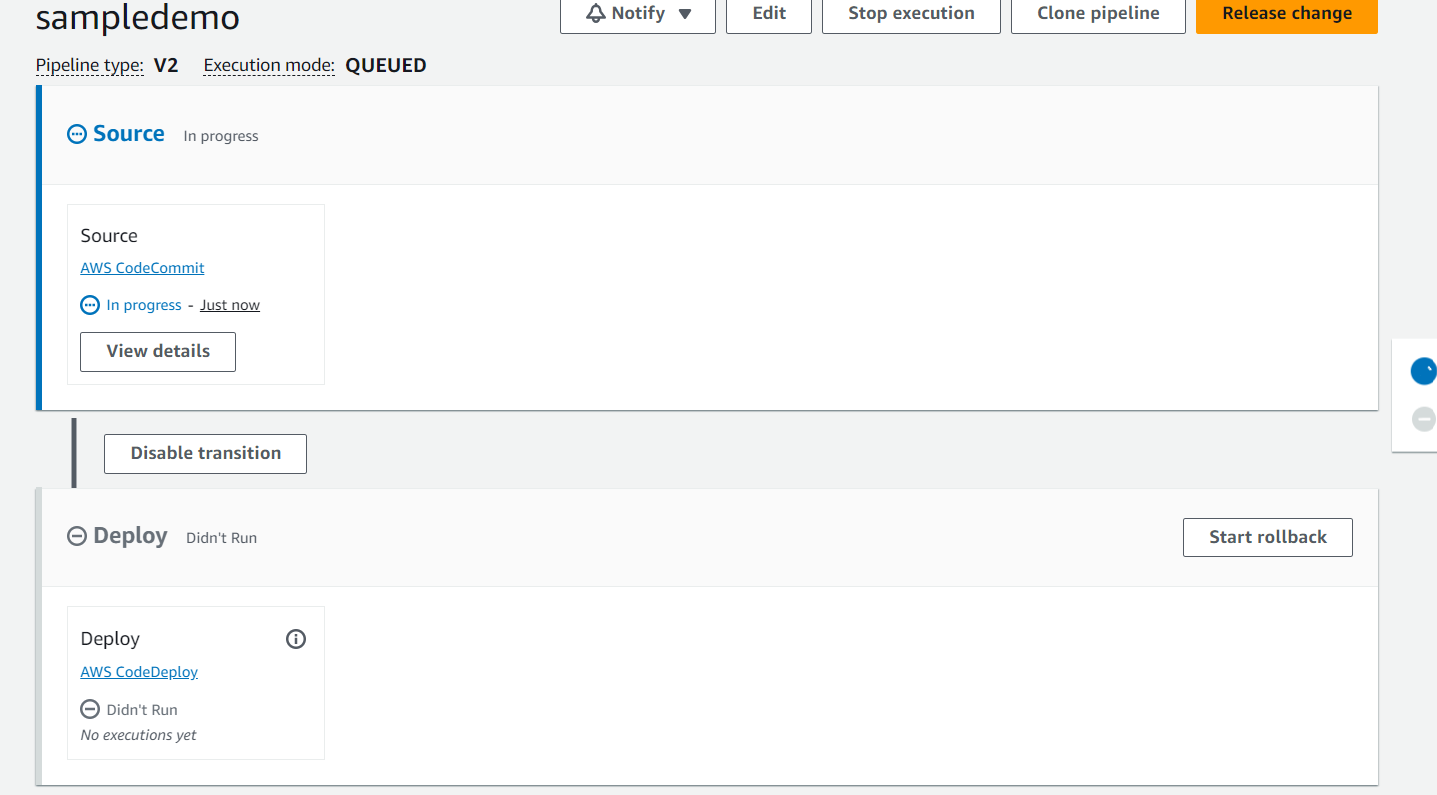 sampledemo
Notify Edit Stop execution Clone pipeline Release change
Pipeline type: V2 Execution mode: QUEUED
Source In progress
Source
AWS CodeCommit
In progress - Just now
View details
Disable transition
Deploy Didn't Run Start rollback
Deploy
AWS CodeDeploy
Didn't Run
No executions yet